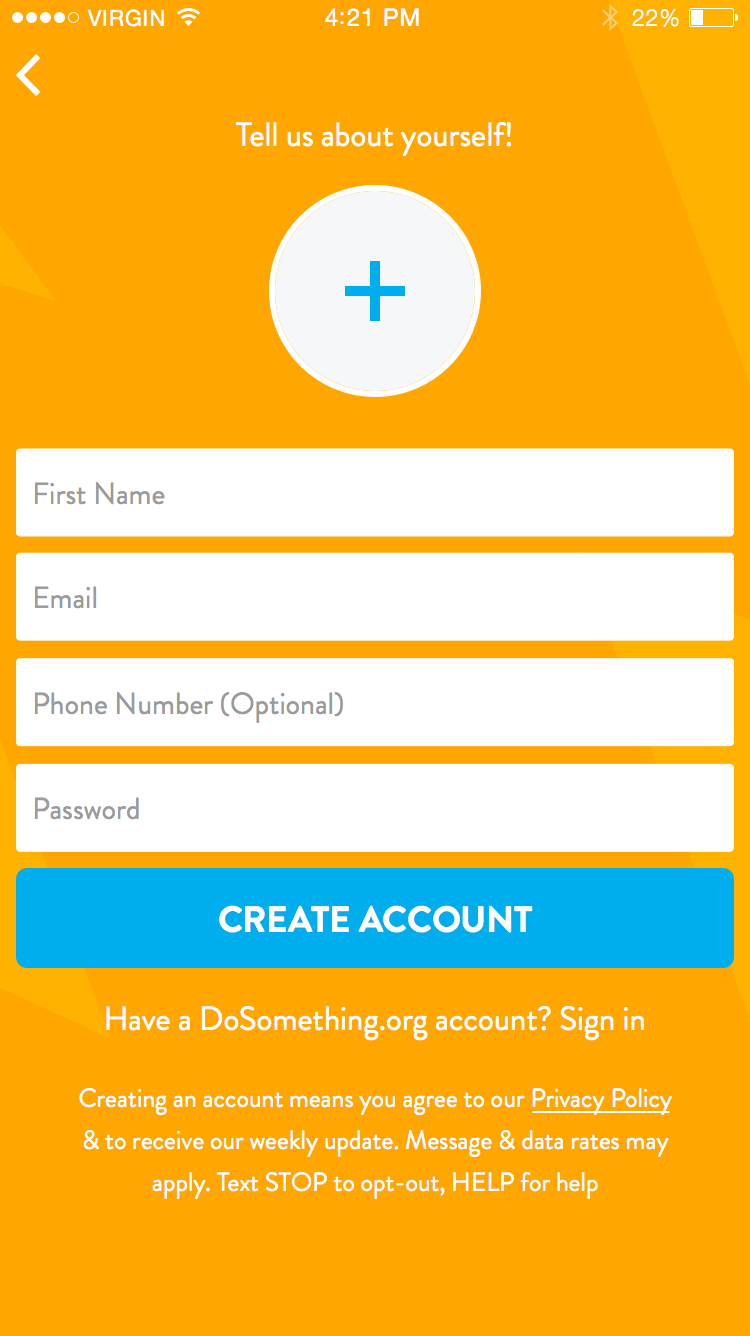 VIRGIN 4:21 PM 22%
Tell us about yourself!
First Name
Email
Phone Number (Optional)
Password
CREATE ACCOUNT
Have a DoSomething.org account? Sign in
Creating an account means you agree to our Privacy Policy
& to receive our weekly update. Message & data rates may
apply. Text STOP to opt-out, HELP for help